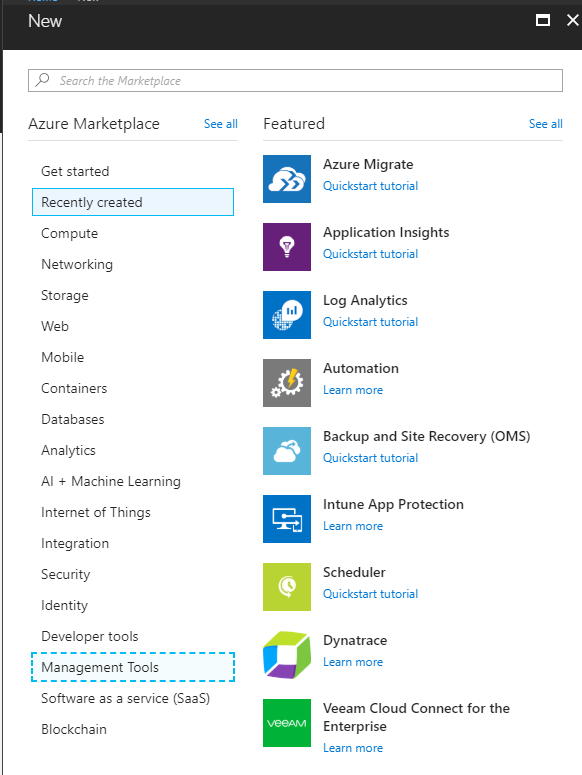 New
Search the Marketplace
Azure Marketplace
See all
Get started
Recently created
Compute
Networking
Storage
Web
Mobile
Containers
Databases
Analytics
AI + Machine Learning
Internet of Things
Integration
Security
Identity
Developer tools
Management Tools
Software as a service (SaaS)
Blockchain
Featured
See all
Azure Migrate
Quickstart tutorial
Application Insights
Quickstart tutorial
Log Analytics
Quickstart tutorial
Automation
Learn more
Backup and Site Recovery (OMS)
Quickstart tutorial
Intune App Protection
Learn more
Scheduler
Quickstart tutorial
Dynatrace
Learn more
veeAM
Veeam Cloud Connect for the
Enterprise
Learn more